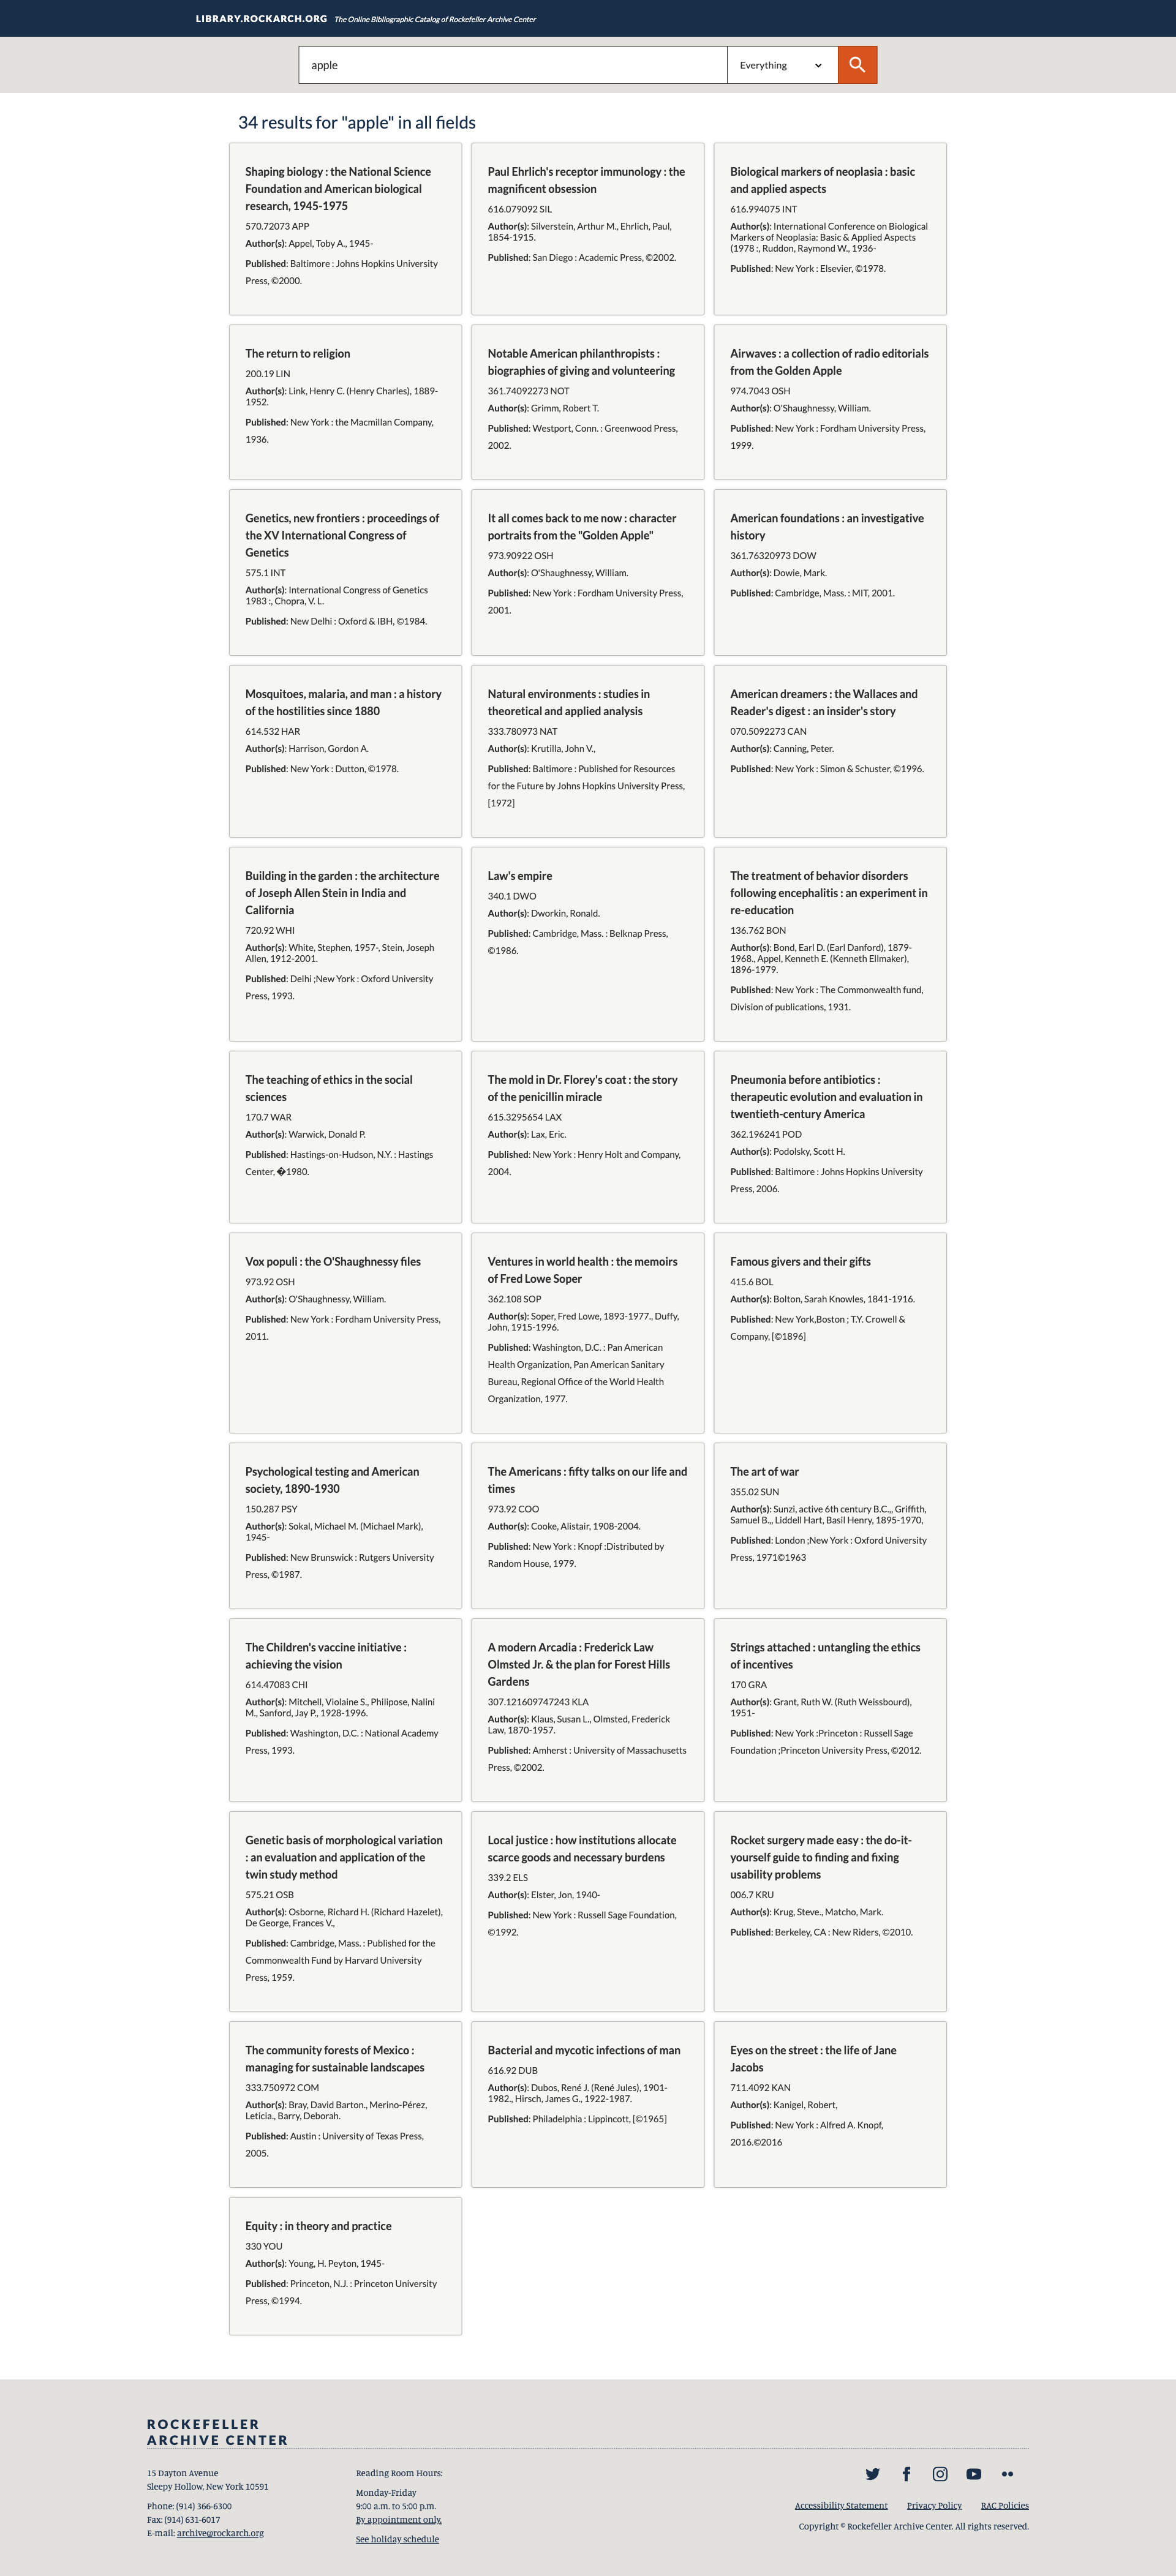 LIBRARY.ROCKARCH.ORG The Online Bibliographic Catalog of Rockefeller Archive Center
apple
Everything
34 results for "apple" in all fields
Shaping biology : the National Science
Foundation and American biological
research, 1945-1975
570.72073 APP
Author(s): Appel, Toby A., 1945-
Published: Baltimore : Johns Hopkins University
Press, ©2000.
Paul Ehrlich's receptor immunology : the
magnificent obsession
616.079092 SIL
Author(s): Silverstein, Arthur M., Ehrlich, Paul,
1854-1915.
Published: San Diego : Academic Press, ©2002.
Biological markers of neoplasia : basic
and applied aspects
616.994075 INT
Author(s): International Conference on Biological
Markers of Neoplasia: Basic & Applied Aspects
(1978 :, Ruddon, Raymond W., 1936-
Published: New York : Elsevier, ©1978.
The return to religion
200.19 LIN
Author(s): Link, Henry C. (Henry Charles), 1889-
1952.
Published: New York : the Macmillan Company,
1936.
Notable American philanthropists :
biographies of giving and volunteering
361.74092273 NOT
Author(s): Grimm, Robert T.
Published: Westport, Conn. : Greenwood Press,
2002.
Airwaves : a collection of radio editorials
from the Golden Apple
974.7043 OSH
Author(s): O'Shaughnessy, William.
Published: New York : Fordham University Press,
1999.
Genetics, new frontiers : proceedings of
the XV International Congress of
Genetics
575.1 INT
Author(s): International Congress of Genetics
1983 :, Chopra, V. L.
Published: New Delhi : Oxford & IBH, ©1984.
It all comes back to me now : character
portraits from the "Golden Apple"
973.90922 OSH
Author(s): O'Shaughnessy, William.
Published: New York : Fordham University Press,
2001.
American foundations : an investigative
history
361.76320973 DOW
Author(s): Dowie, Mark.
Published: Cambridge, Mass. : MIT, 2001.
Mosquitoes, malaria, and man : a history
of the hostilities since 1880
614.532 HAR
Author(s): Harrison, Gordon A.
Published: New York : Dutton, ©1978.
Natural environments : studies in
theoretical and applied analysis
333.780973 NAT
Author(s): Krutilla, John V.,
Published: Baltimore : Published for Resources
for the Future by Johns Hopkins University Press,
[1972]
American dreamers : the Wallaces and
Reader's digest : an insider's story
070.5092273 CAN
Author(s): Canning, Peter.
Published: New York : Simon & Schuster, ©1996.
Building in the garden : the architecture
of Joseph Allen Stein in India and
California
720.92 WHI
Author(s): White, Stephen, 1957-, Stein, Joseph
Allen, 1912-2001.
Published: Delhi ;New York : Oxford University
Press, 1993.
Law's empire
340.1 DWO
Author(s): Dworkin, Ronald.
Published: Cambridge, Mass. : Belknap Press,
©1986.
The treatment of behavior disorders
following encephalitis : an experiment in
re-education
136.762 BON
Author(s): Bond, Earl D. (Earl Danford), 1879-
1968., Appel, Kenneth E. (Kenneth Ellmaker),
1896-1979.
Published: New York : The Commonwealth fund,
Division of publications, 1931.
The teaching of ethics in the social
sciences
170.7 WAR
Author(s): Warwick, Donald P.
Published: Hastings-on-Hudson, N.Y. : Hastings
Center, �1980.
The mold in Dr. Florey's coat : the story
of the penicillin miracle
615.3295654 LAX
Author(s): Lax, Eric.
Published: New York : Henry Holt and Company,
2004.
Pneumonia before antibiotics :
therapeutic evolution and evaluation in
twentieth-century America
362.196241 POD
Author(s): Podolsky, Scott H.
Published: Baltimore : Johns Hopkins University
Press, 2006.
Vox populi : the O'Shaughnessy files
973.92 OSH
Author(s): O'Shaughnessy, William.
Published: New York : Fordham University Press,
2011.
Ventures in world health : the memoirs
of Fred Lowe Soper
362.108 SOP
Author(s): Soper, Fred Lowe, 1893-1977., Duffy,
John, 1915-1996.
Published: Washington, D.C. : Pan American
Health Organization, Pan American Sanitary
Bureau, Regional Office of the World Health
Organization, 1977.
Famous givers and their gifts
415.6 BOL
Author(s): Bolton, Sarah Knowles, 1841-1916.
Published: New York,Boston ; T.Y. Crowell &
Company, [©1896]
Psychological testing and American
society, 1890-1930
150.287 PSY
Author(s): Sokal, Michael M. (Michael Mark),
1945-
Published: New Brunswick : Rutgers University
Press, ©1987.
The Americans : fifty talks on our life and
times
973.92 COO
Author(s): Cooke, Alistair, 1908-2004.
Published: New York : Knopf :Distributed by
Random House, 1979.
The art of war
355.02 SUN
Author(s): Sunzi, active 6th century B.C.,, Griffith,
Samuel B.,, Liddell Hart, Basil Henry, 1895-1970,
Published: London ;New York : Oxford University
Press, 1971©1963
The Children's vaccine initiative :
achieving the vision
614.47083 CHI
Author(s): Mitchell, Violaine S., Philipose, Nalini
M., Sanford, Jay P., 1928-1996.
Published: Washington, D.C. : National Academy
Press, 1993.
A modern Arcadia : Frederick Law
Olmsted Jr. & the plan for Forest Hills
Gardens
307.121609747243 KLA
Author(s): Klaus, Susan L., Olmsted, Frederick
Law, 1870-1957.
Published: Amherst : University of Massachusetts
Press, ©2002.
Strings attached : untangling the ethics
of incentives
170 GRA
Author(s): Grant, Ruth W. (Ruth Weissbourd),
1951-
Published: New York :Princeton : Russell Sage
Foundation ;Princeton University Press, ©2012.
Genetic basis of morphological variation
: an evaluation and application of the
twin study method
575.21 OSB
Author(s): Osborne, Richard H. (Richard Hazelet),
De George, Frances V.,
Published: Cambridge, Mass. : Published for the
Commonwealth Fund by Harvard University
Press, 1959.
Local justice : how institutions allocate
scarce goods and necessary burdens
339.2 ELS
Author(s): Elster, Jon, 1940-
Published: New York : Russell Sage Foundation,
©1992.
Rocket surgery made easy : the do-it-
yourself guide to finding and fixing
usability problems
006.7 KRU
Author(s): Krug, Steve., Matcho, Mark.
Published: Berkeley, CA : New Riders, ©2010.
The community forests of Mexico :
managing for sustainable landscapes
333.750972 COM
Author(s): Bray, David Barton., Merino-Pérez,
Leticia., Barry, Deborah.
Published: Austin : University of Texas Press,
2005.
Bacterial and mycotic infections of man
616.92 DUB
Author(s): Dubos, René J. (René Jules), 1901-
1982., Hirsch, James G., 1922-1987.
Published: Philadelphia : Lippincott, [©1965]
Eyes on the street : the life of Jane
Jacobs
711.4092 KAN
Author(s): Kanigel, Robert,
Published: New York : Alfred A. Knopf,
2016.©2016
Equity : in theory and practice
330 YOU
Author(s): Young, H. Peyton, 1945-
Published: Princeton, N.J. : Princeton University
Press, ©1994.
ROCKEFELLER
ARCHIVE CENTER
15 Dayton Avenue
Sleepy Hollow, New York 10591
Phone: (914) 366-6300
Fax: (914) 631-6017
E-mail: archive@rockarch.org
Reading Room Hours:
Monday-Friday
9:00 a.m. to 5:00 p.m.
By appointment only.
See holiday schedule
Accessibility Statement Privacy Policy RAC Policies
Copyright © Rockefeller Archive Center. All rights reserved.